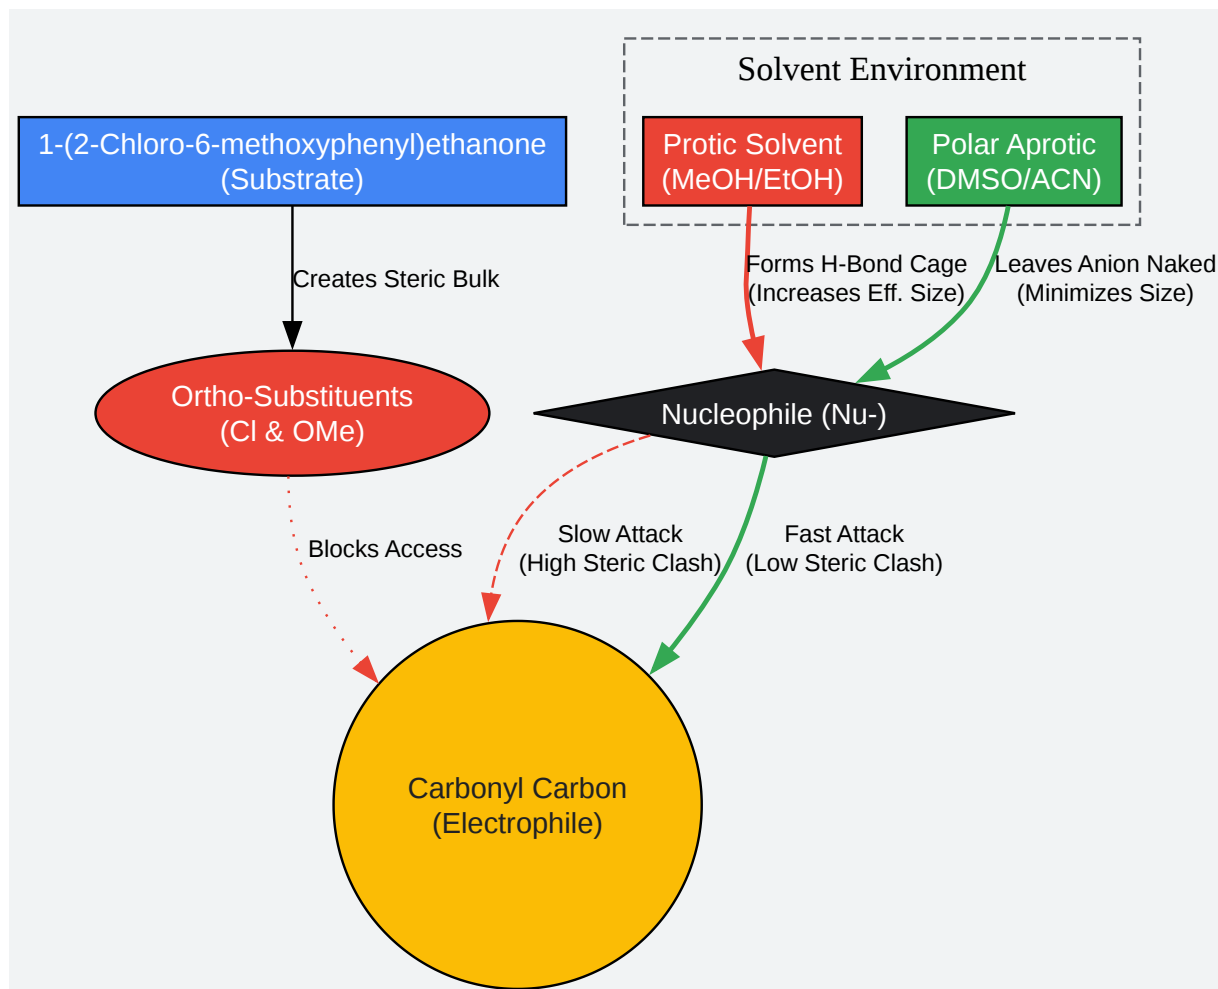 Solvent Environment
1-(2-Chloro-6-methoxyphenyl)ethanone
(Substrate)
Protic Solvent
(MeOH/EtOH)
Polar Aprotic
(DMSO/ACN)
Creates Steric Bulk
Forms H-Bond Cage
(Increases Eff. Size)
Leaves Anion Naked
(Minimizes Size)
Ortho-Substituents
(Cl & OMe)
Nucleophile (Nu-)
Blocks Access
Slow Attack
(High Steric Clash)
Fast Attack
(Low Steric Clash)
Carbonyl Carbon
(Electrophile)